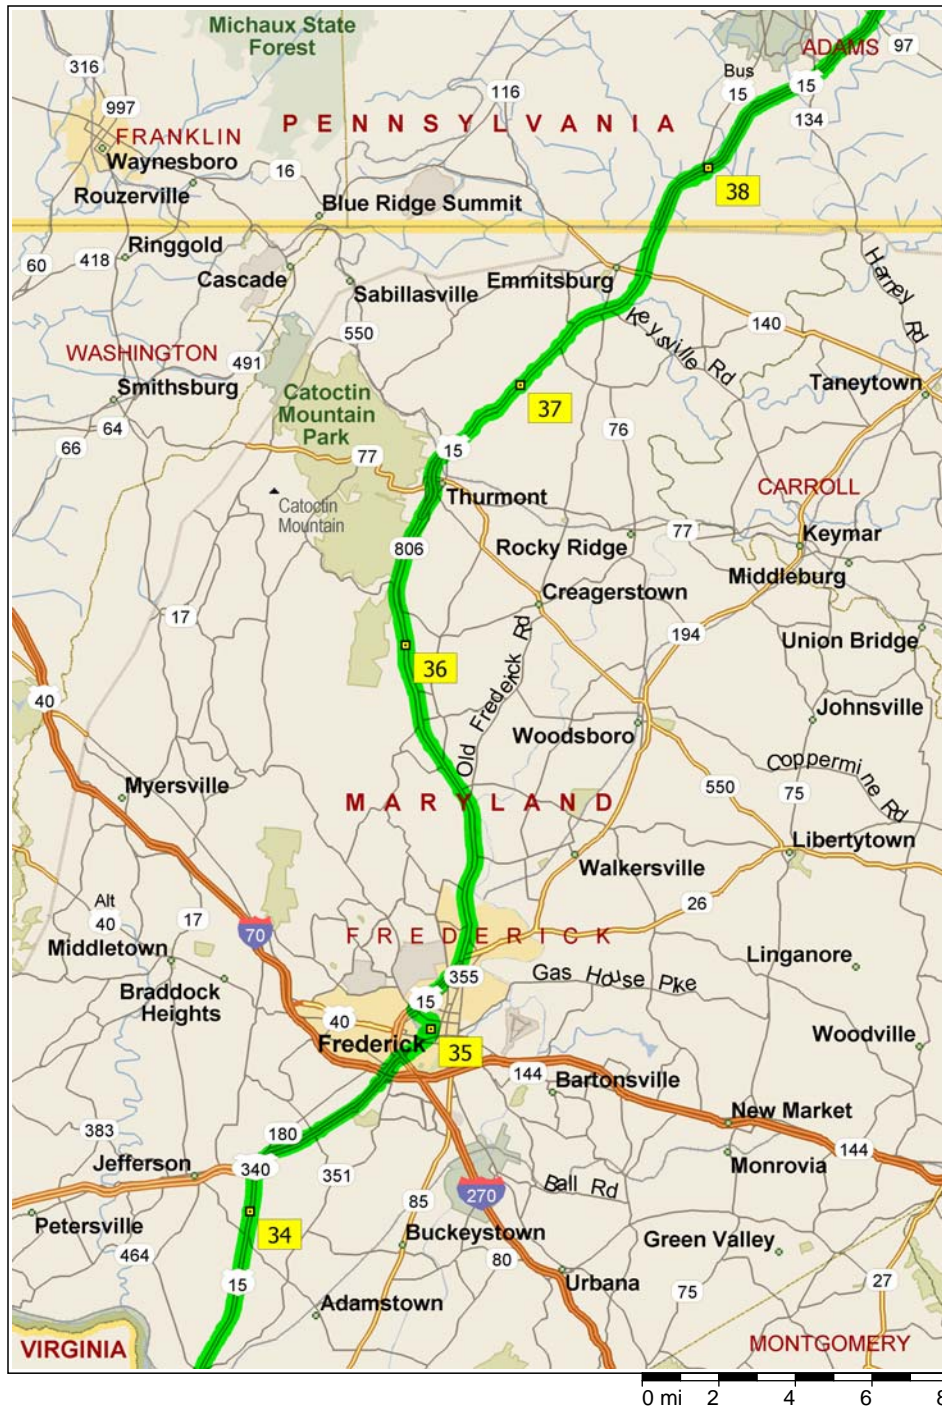 Michaux State
Forest
ADAMS
97
316
Bus
15
15
997
116
134
PENNSYLVANIA
FRANKLIN
Waynesboro
16
Rouzerville
38
Blue Ridge Summit
Ringgold
60
418
Cascade
Emmitsburg
Sabillasville
Harney Rd
Keysville Rd
140
550
WASHINGTON
491
Smithsburg
Catoctin
Mountain
Park
Taneytown
37
64
76
66
77
15
CARROLL
Thurmont
Catoctin
Mountain
77
Keymar
806
Rocky Ridge
Middleburg
Creagerstown
17
194
Union Bridge
36
Old Frederick Rd
40
Johnsville
Woodsboro
Coppermine Rd
Myersville
550
75
MARYLAND
Libertytown
Walkersville
Alt
40
17
26
70
FREDERICK
Middletown
Linganore
355
Gas House Pike
Braddock
Heights
15
40
Woodville
Frederick
35
144
Bartonsville
New Market
383
180
144
Jefferson
340
351
Monrovia
Ball Rd
85
270
Petersville
34
Buckeystown
Green Valley
464
80
15
Urbana
27
75
Adamstown
VIRGINIA
MONTGOMERY
0 mi 2 4 6 8